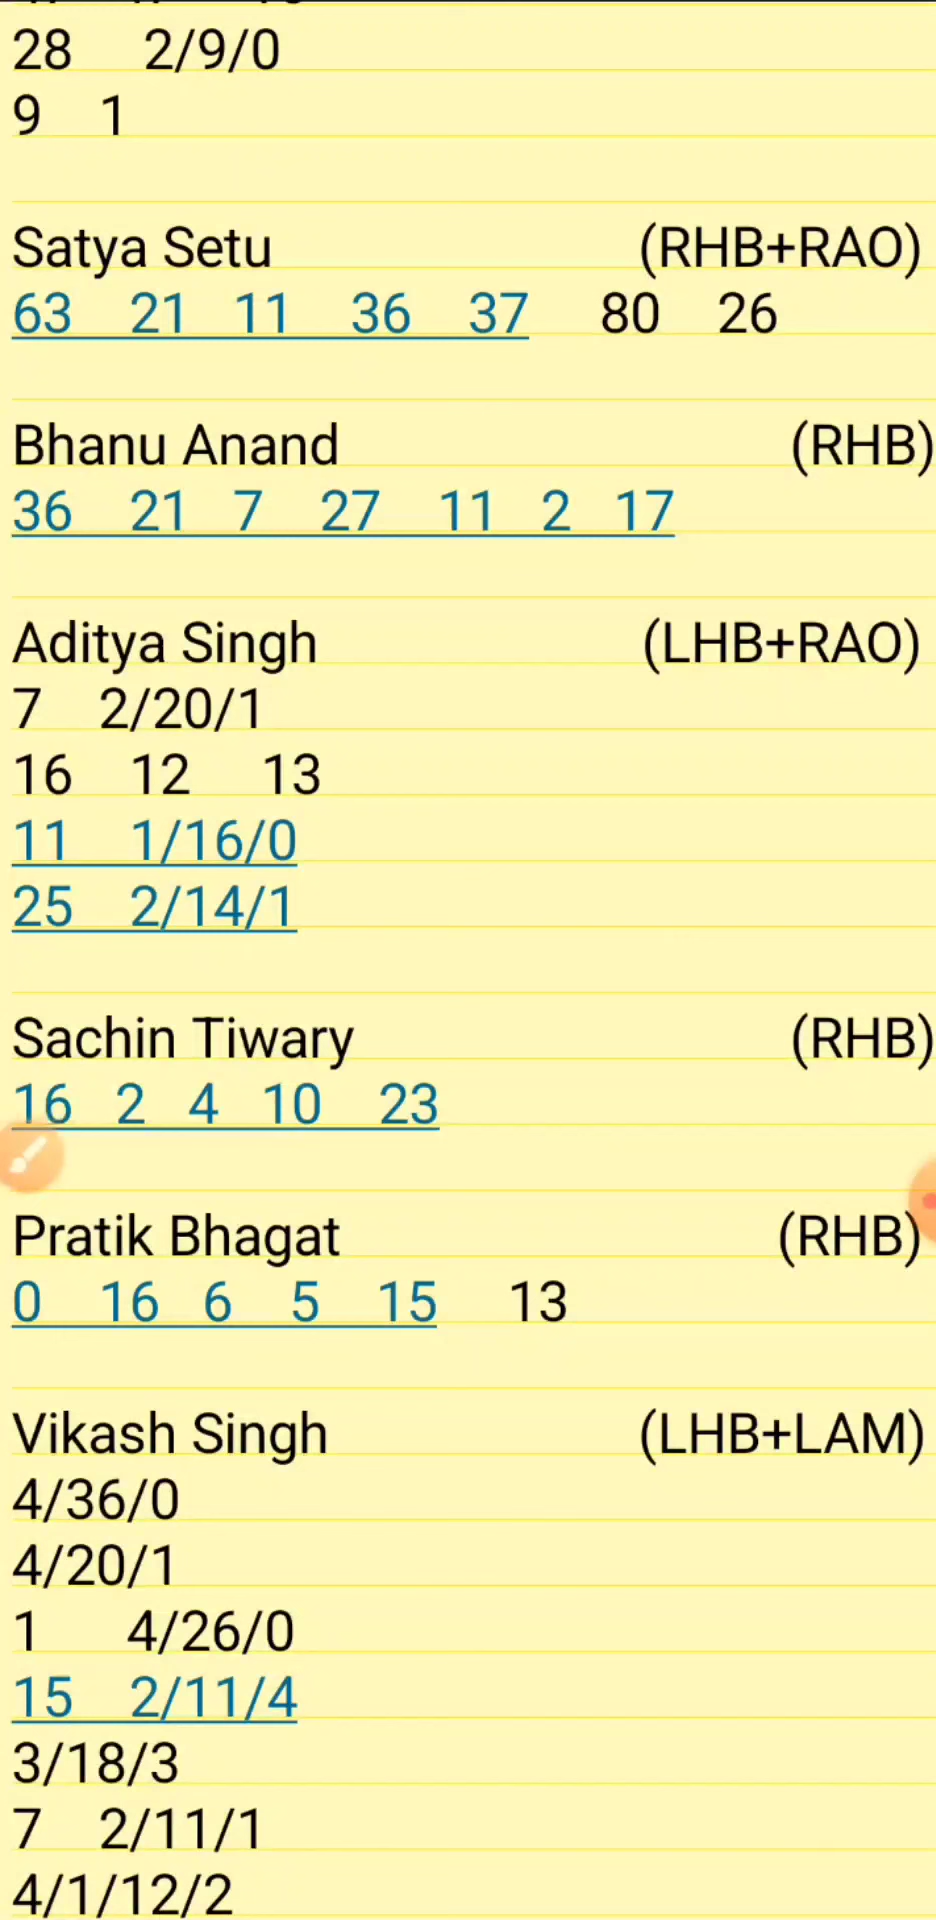 28 2/9/0
9 1
Satya Setu (RHB+RAO)
63 21 11 36 37 80 26
Bhanu Anand (RHB)
36 21 7 27 11 2 17
Aditya Singh (LHB+RAO)
7 2/20/1
16 12 13
11 1/16/0
25 2/14/1
Sachin Tiwary (RHB)
16 2 4 10 23
Pratik Bhagat (RHB)
0 16 6 5 15 13
Vikash Singh (LHB+LAM)
4/36/0
4/20/1
1 4/26/0
15 2/11/4
3/18/3
7 2/11/1
4/1/12/2